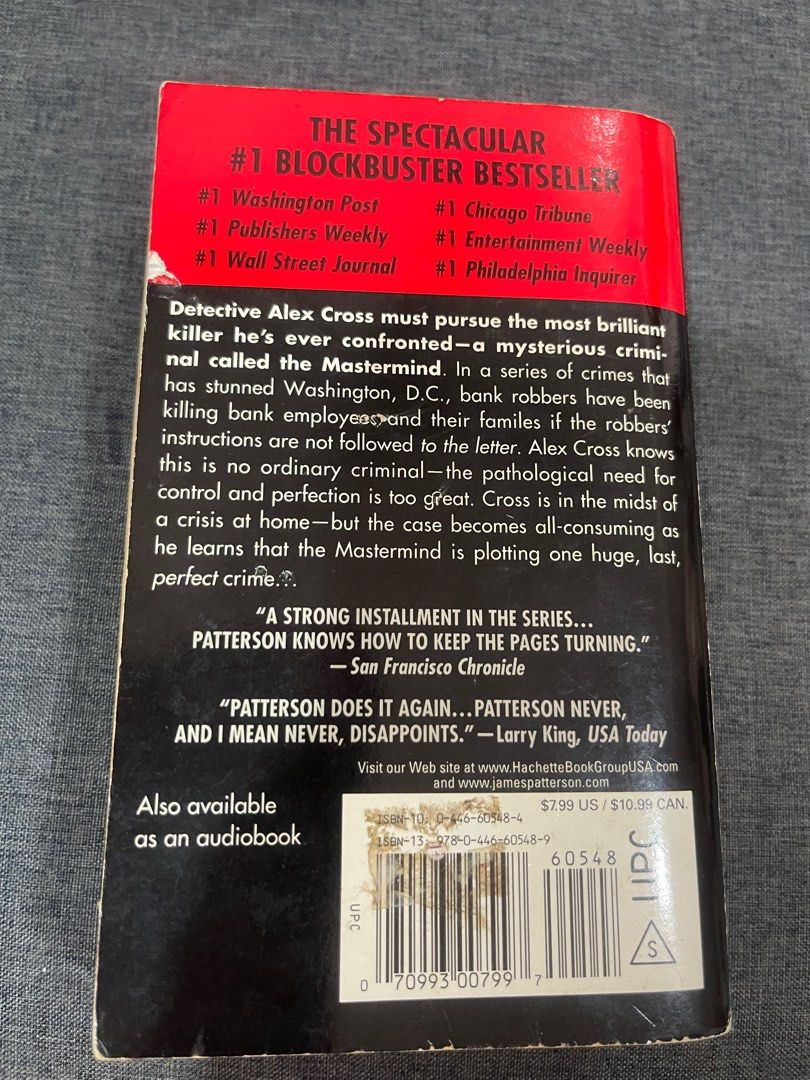 THE SPECTACULAR
#1 BLOCKBUSTER BESTSELLER
#1 Washington Post
#1 Publishers Weekly
#1 Wall Street Journal
#1 Chicago Tribune
#1 Entertainment Weekly
#1 Philadelphia Inquirer
Detective Alex Cross must pursue the most brilliant
killer he's ever confronted—a mysterious crimi-
nal called the Mastermind. In a series of crimes that
has stunned Washington, D.C., bank robbers have been
killing bank employees and their familes if the robbers'
instructions are not followed to the letter. Alex Cross knows
this is no ordinary criminal—the pathological need for
control and perfection is too great. Cross is in the midst of
a crisis at home—but the case becomes all-consuming as
he learns that the Mastermind is plotting one huge, last,
perfect crime...
"A STRONG INSTALLMENT IN THE SERIES...
PATTERSON KNOWS HOW TO KEEP THE PAGES TURNING."
—San Francisco Chronicle
"PATTERSON DOES IT AGAIN...PATTERSON NEVER,
AND I MEAN NEVER, DISAPPOINTS."—Larry King, USA Today
Visit our Web site at www.HachetteBookGroupUSA.com
and www.jamespatterson.com
Also available
as an audiobook
$7.99 US / $10.99 CAN.
ISBN-10: 0-446-60548-4
ISBN-13: 978-0-446-60548-9
60548
UPC
UPC
S
0 70993 00799 7